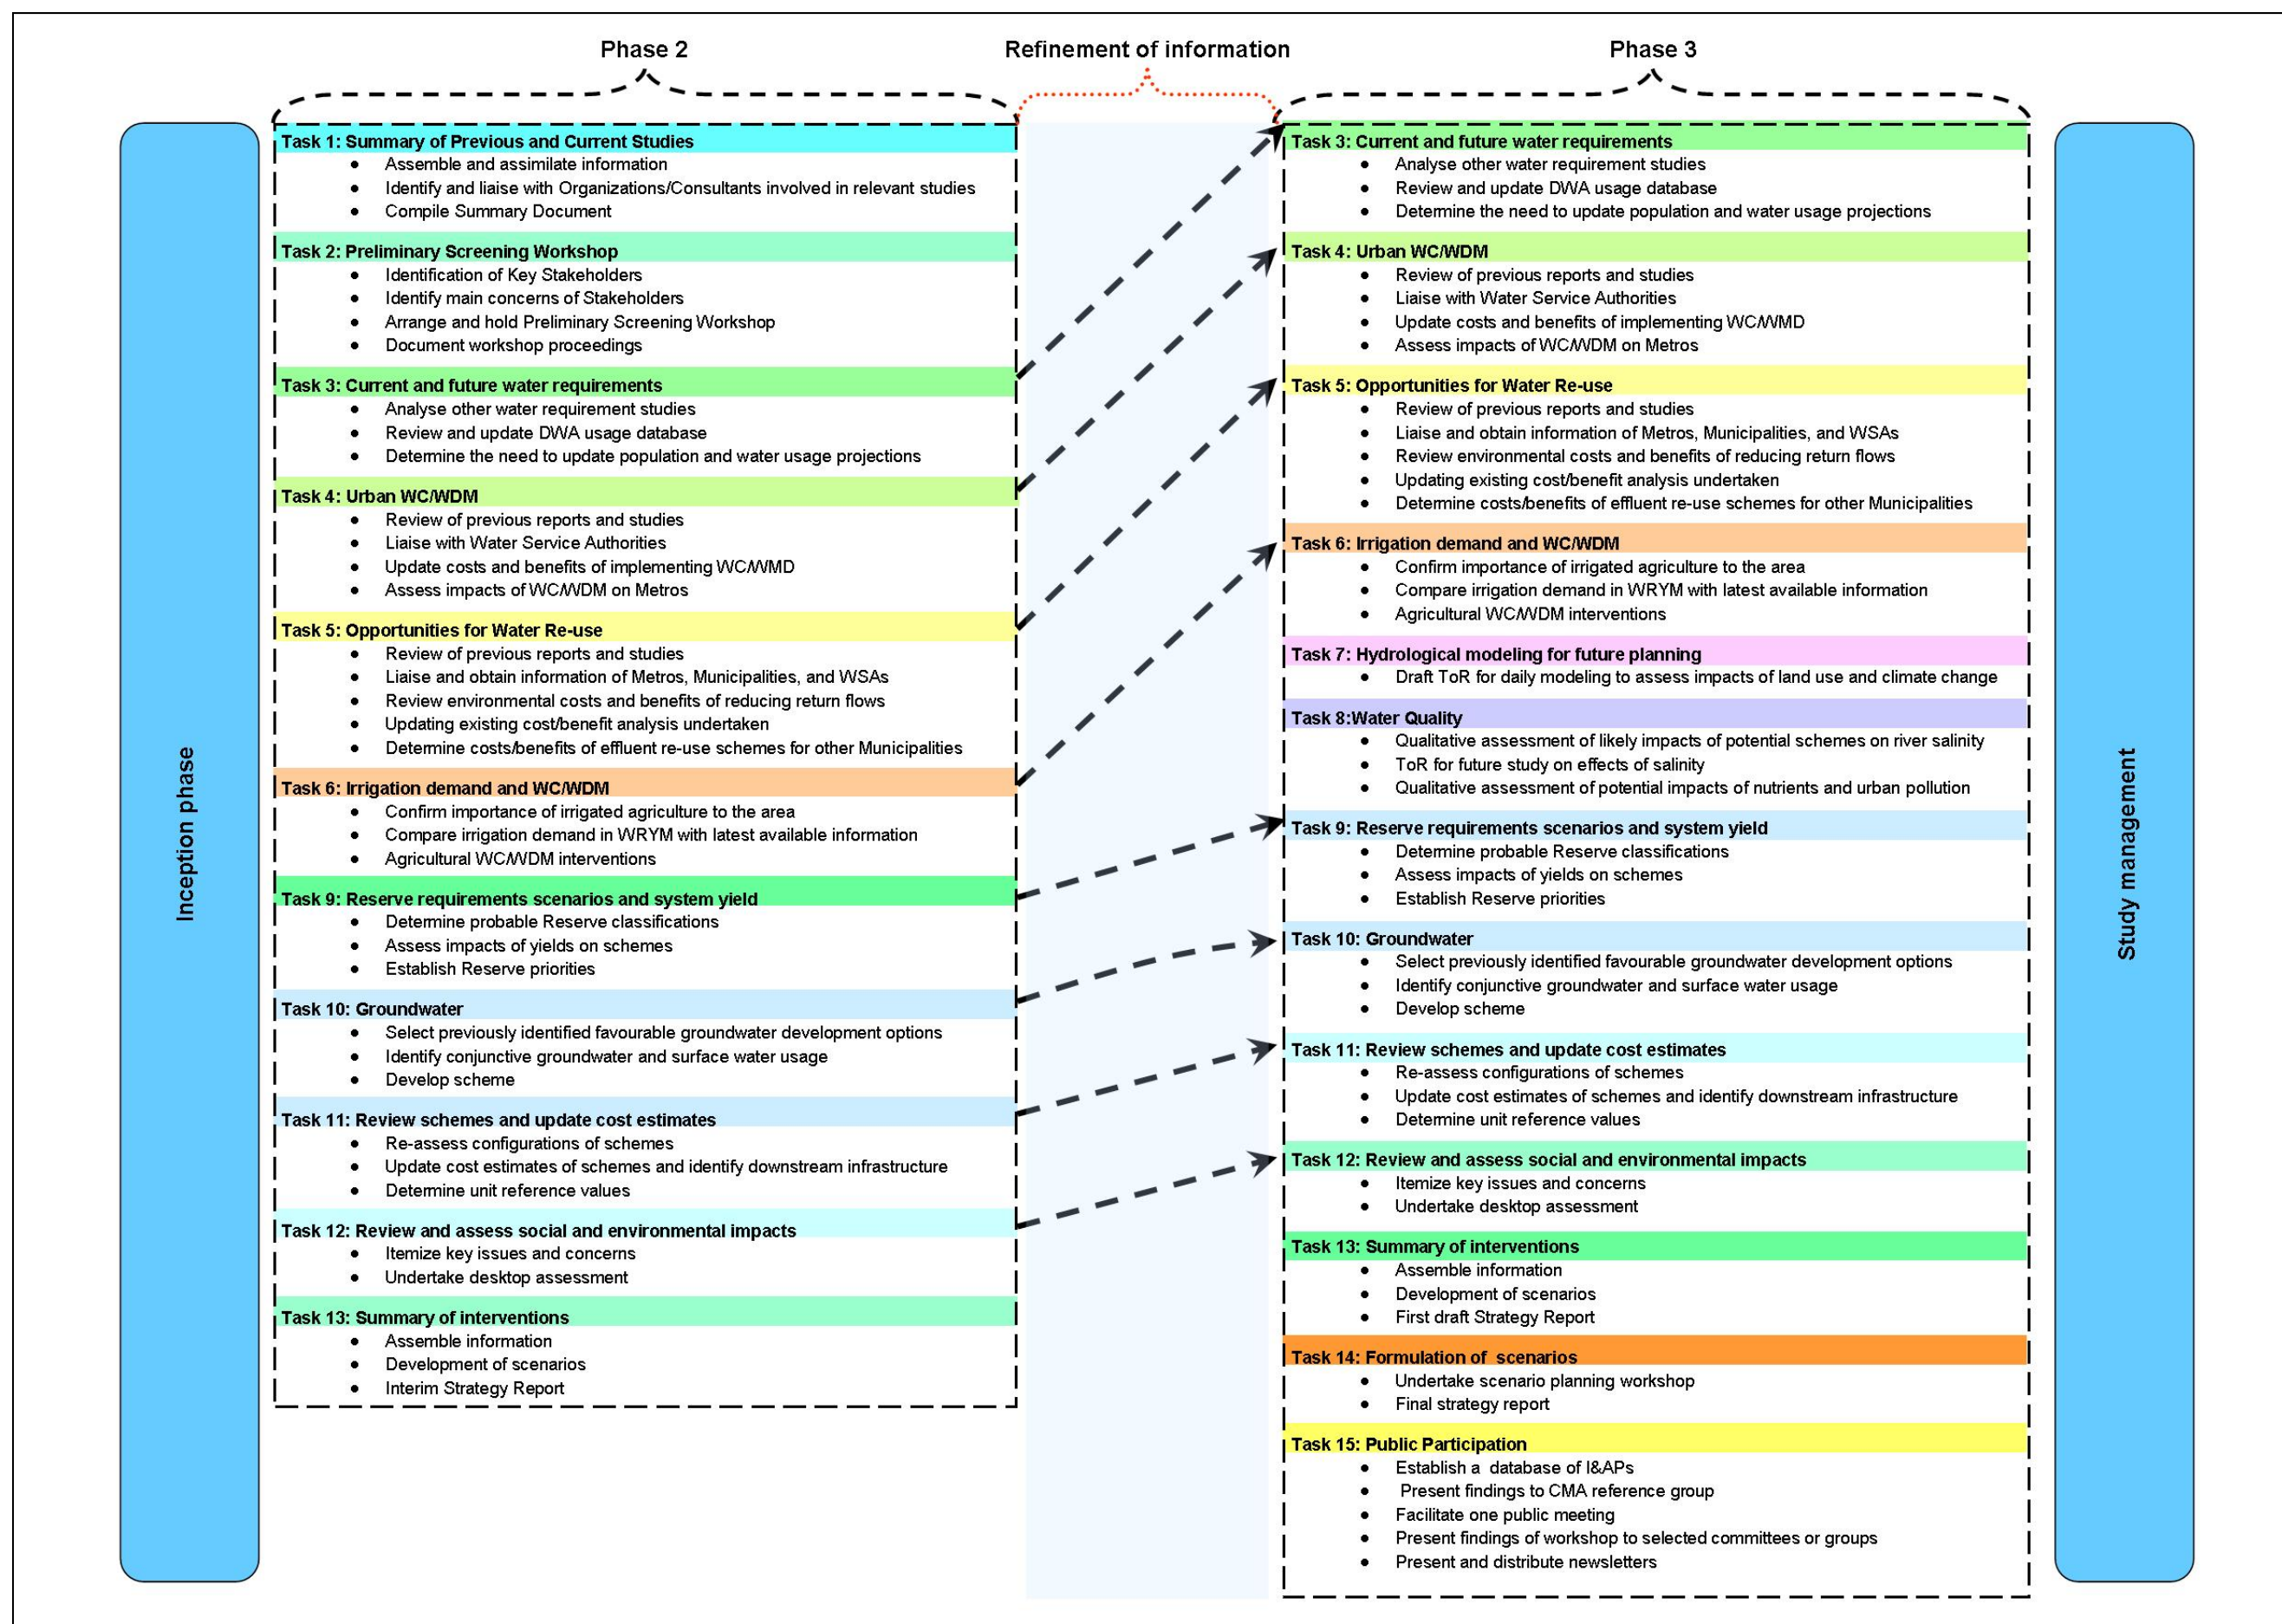 Phase 2
Refinement of information
Phase 3
Inception phase
Task 1: Summary of Previous and Current Studies
• Assemble and assimilate information
• Identify and liaise with Organizations/Consultants involved in relevant studies
• Compile Summary Document
Task 2: Preliminary Screening Workshop
• Identification of Key Stakeholders
• Identify main concerns of Stakeholders
• Arrange and hold Preliminary Screening Workshop
• Document workshop proceedings
Task 3: Current and future water requirements
• Analyse other water requirement studies
• Review and update DWA usage database
• Determine the need to update population and water usage projections
Task 4: Urban WC/WDM
• Review of previous reports and studies
• Liaise with Water Service Authorities
• Update costs and benefits of implementing WC/WMD
• Assess impacts of WC/WDM on Metros
Task 5: Opportunities for Water Re-use
• Review of previous reports and studies
• Liaise and obtain information of Metros, Municipalities, and WSAs
• Review environmental costs and benefits of reducing return flows
• Updating existing cost/benefit analysis undertaken
• Determine costs/benefits of effluent re-use schemes for other Municipalities
Task 6: Irrigation demand and WC/WDM
• Confirm importance of irrigated agriculture to the area
• Compare irrigation demand in WRYM with latest available information
• Agricultural WC/WDM interventions
Task 9: Reserve requirements scenarios and system yield
• Determine probable Reserve classifications
• Assess impacts of yields on schemes
• Establish Reserve priorities
Task 10: Groundwater
• Select previously identified favourable groundwater development options
• Identify conjunctive groundwater and surface water usage
• Develop scheme
Task 11: Review schemes and update cost estimates
• Re-assess configurations of schemes
• Update cost estimates of schemes and identify downstream infrastructure
• Determine unit reference values
Task 12: Review and assess social and environmental impacts
• Itemize key issues and concerns
• Undertake desktop assessment
Task 13: Summary of interventions
• Assemble information
• Development of scenarios
• Interim Strategy Report
Task 3: Current and future water requirements
• Analyse other water requirement studies
• Review and update DWA usage database
• Determine the need to update population and water usage projections
Task 4: Urban WC/WDM
• Review of previous reports and studies
• Liaise with Water Service Authorities
• Update costs and benefits of implementing WC/WMD
• Assess impacts of WC/WDM on Metros
Task 5: Opportunities for Water Re-use
• Review of previous reports and studies
• Liaise and obtain information of Metros, Municipalities, and WSAs
• Review environmental costs and benefits of reducing return flows
• Updating existing cost/benefit analysis undertaken
• Determine costs/benefits of effluent re-use schemes for other Municipalities
Task 6: Irrigation demand and WC/WDM
• Confirm importance of irrigated agriculture to the area
• Compare irrigation demand in WRYM with latest available information
• Agricultural WC/WDM interventions
Task 7: Hydrological modeling for future planning
• Draft ToR for daily modeling to assess impacts of land use and climate change
Task 8:Water Quality
• Qualitative assessment of likely impacts of potential schemes on river salinity
• ToR for future study on effects of salinity
• Qualitative assessment of potential impacts of nutrients and urban pollution
Task 9: Reserve requirements scenarios and system yield
• Determine probable Reserve classifications
• Assess impacts of yields on schemes
• Establish Reserve priorities
Task 10: Groundwater
• Select previously identified favourable groundwater development options
• Identify conjunctive groundwater and surface water usage
• Develop scheme
Task 11: Review schemes and update cost estimates
• Re-assess configurations of schemes
• Update cost estimates of schemes and identify downstream infrastructure
• Determine unit reference values
Task 12: Review and assess social and environmental impacts
• Itemize key issues and concerns
• Undertake desktop assessment
Task 13: Summary of interventions
• Assemble information
• Development of scenarios
• First draft Strategy Report
Task 14: Formulation of scenarios
• Undertake scenario planning workshop
• Final strategy report
Task 15: Public Participation
• Establish a database of I&APs
• Present findings to CMA reference group
• Facilitate one public meeting
• Present findings of workshop to selected committees or groups
• Present and distribute newsletters
Study management